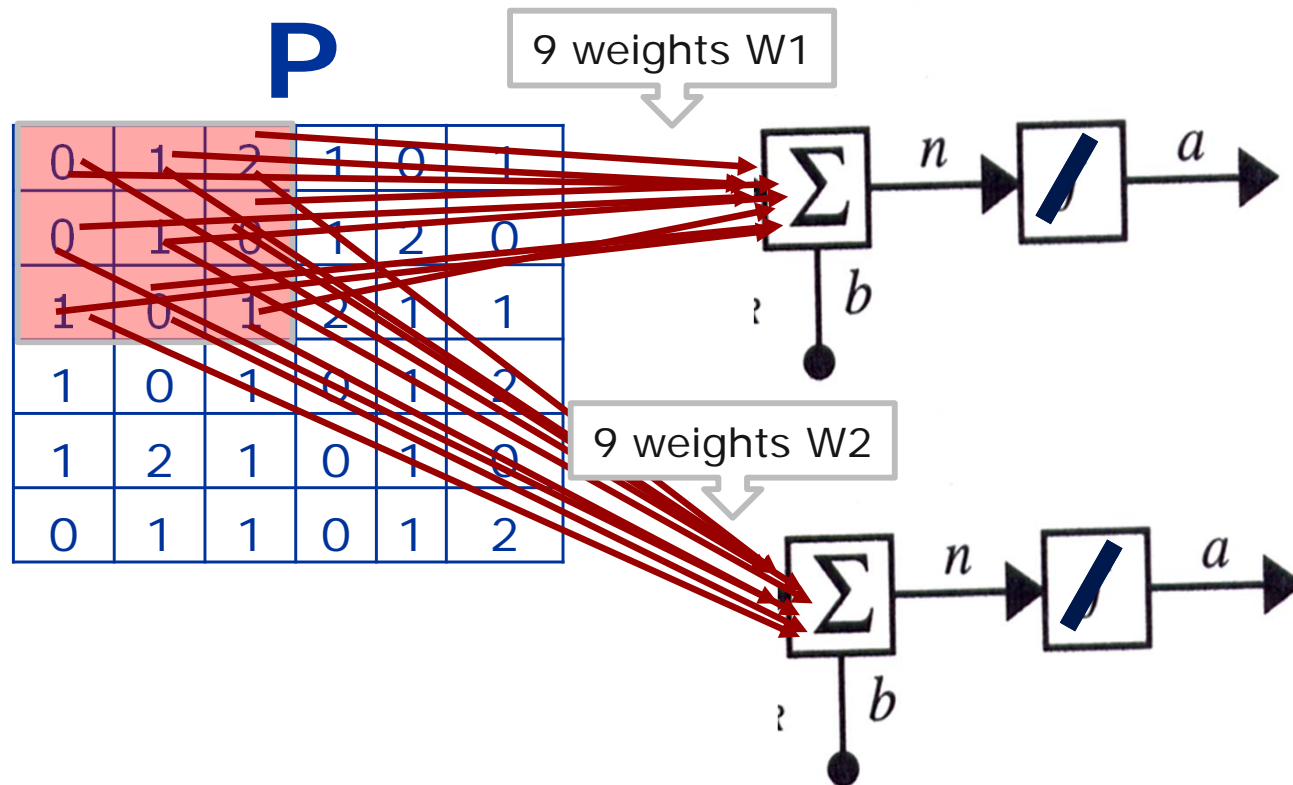 P
9 weights W1
0 1 2 1 0 1
0 1 0 1 2 0
1 0 1 2 1 1
1 0 1 0 1 2
1 2 1 0 1 0
0 1 1 0 1 2
Σ n a
b
9 weights W2
Σ n a
b